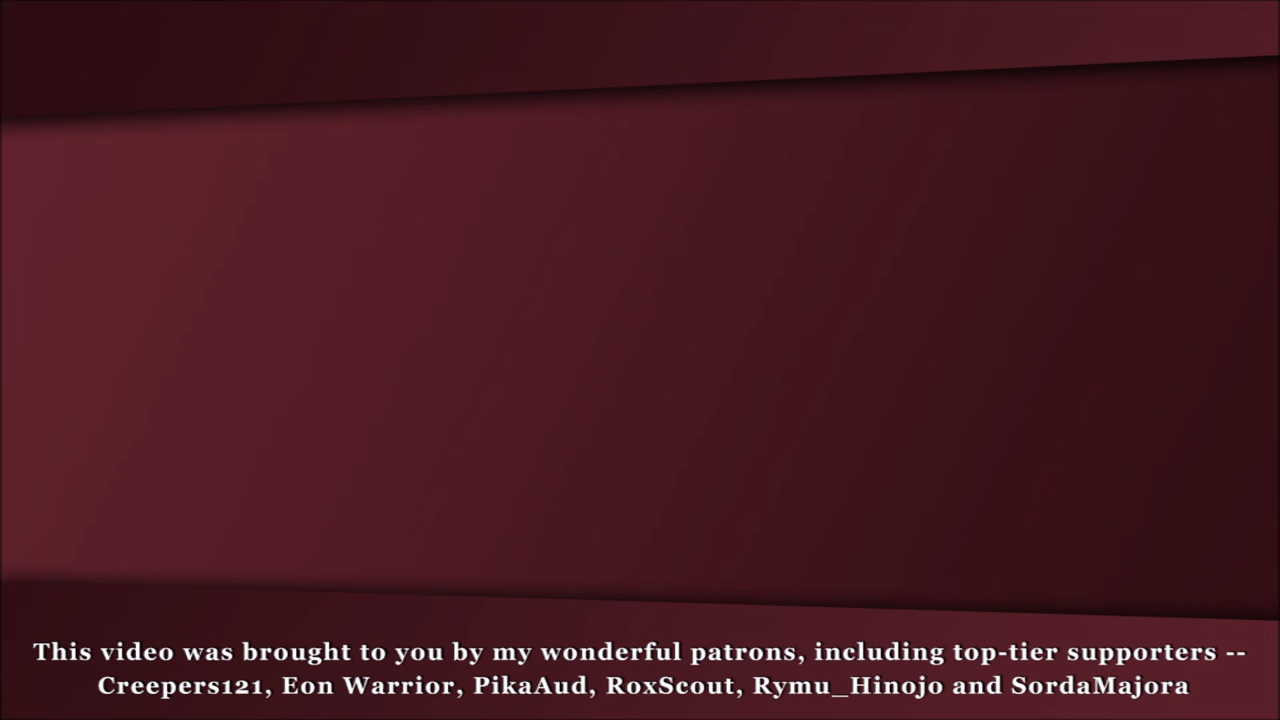 This video was brought to you by my wonderful patrons, including top-tier supporters --
Creepers121, Eon Warrior, PikaAud, RoxScout, Rymu_Hinojo and SordaMajora